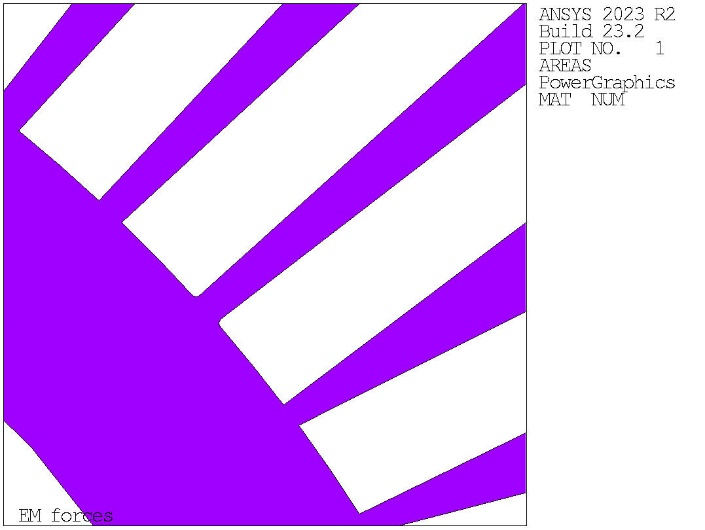 ANSYS 2023 R2
Build 23.2
PLOT NO. 1
AREAS
PowerGraphics
MAT NUM
EM forces